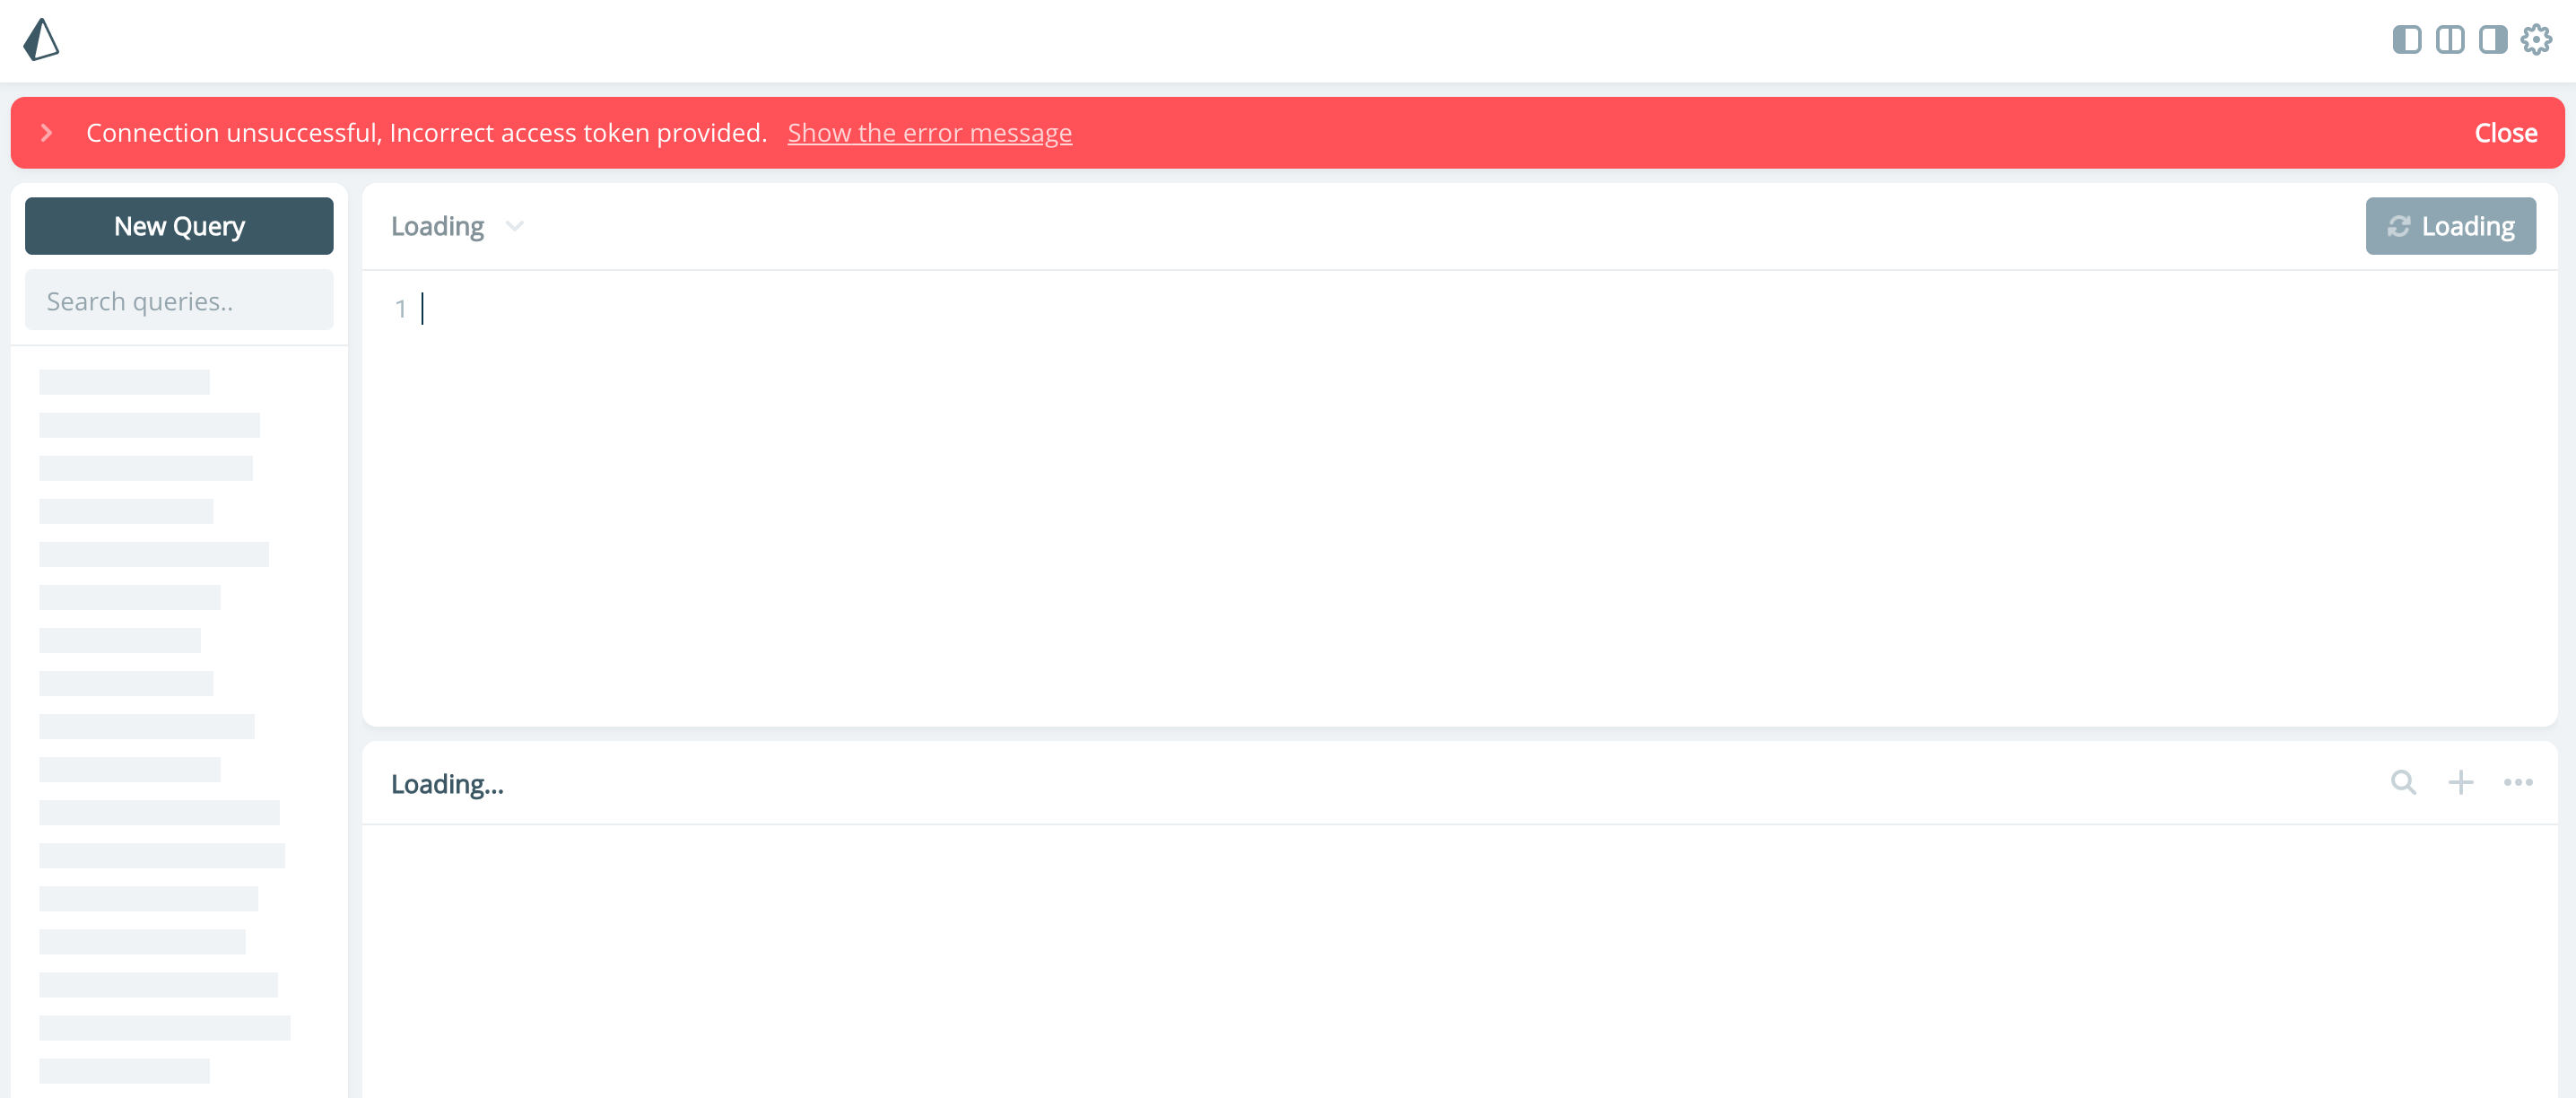 Connection unsuccessful, Incorrect access token provided. Show the error message
Close
New Query
Search queries..
Loading
Loading
1
Loading...